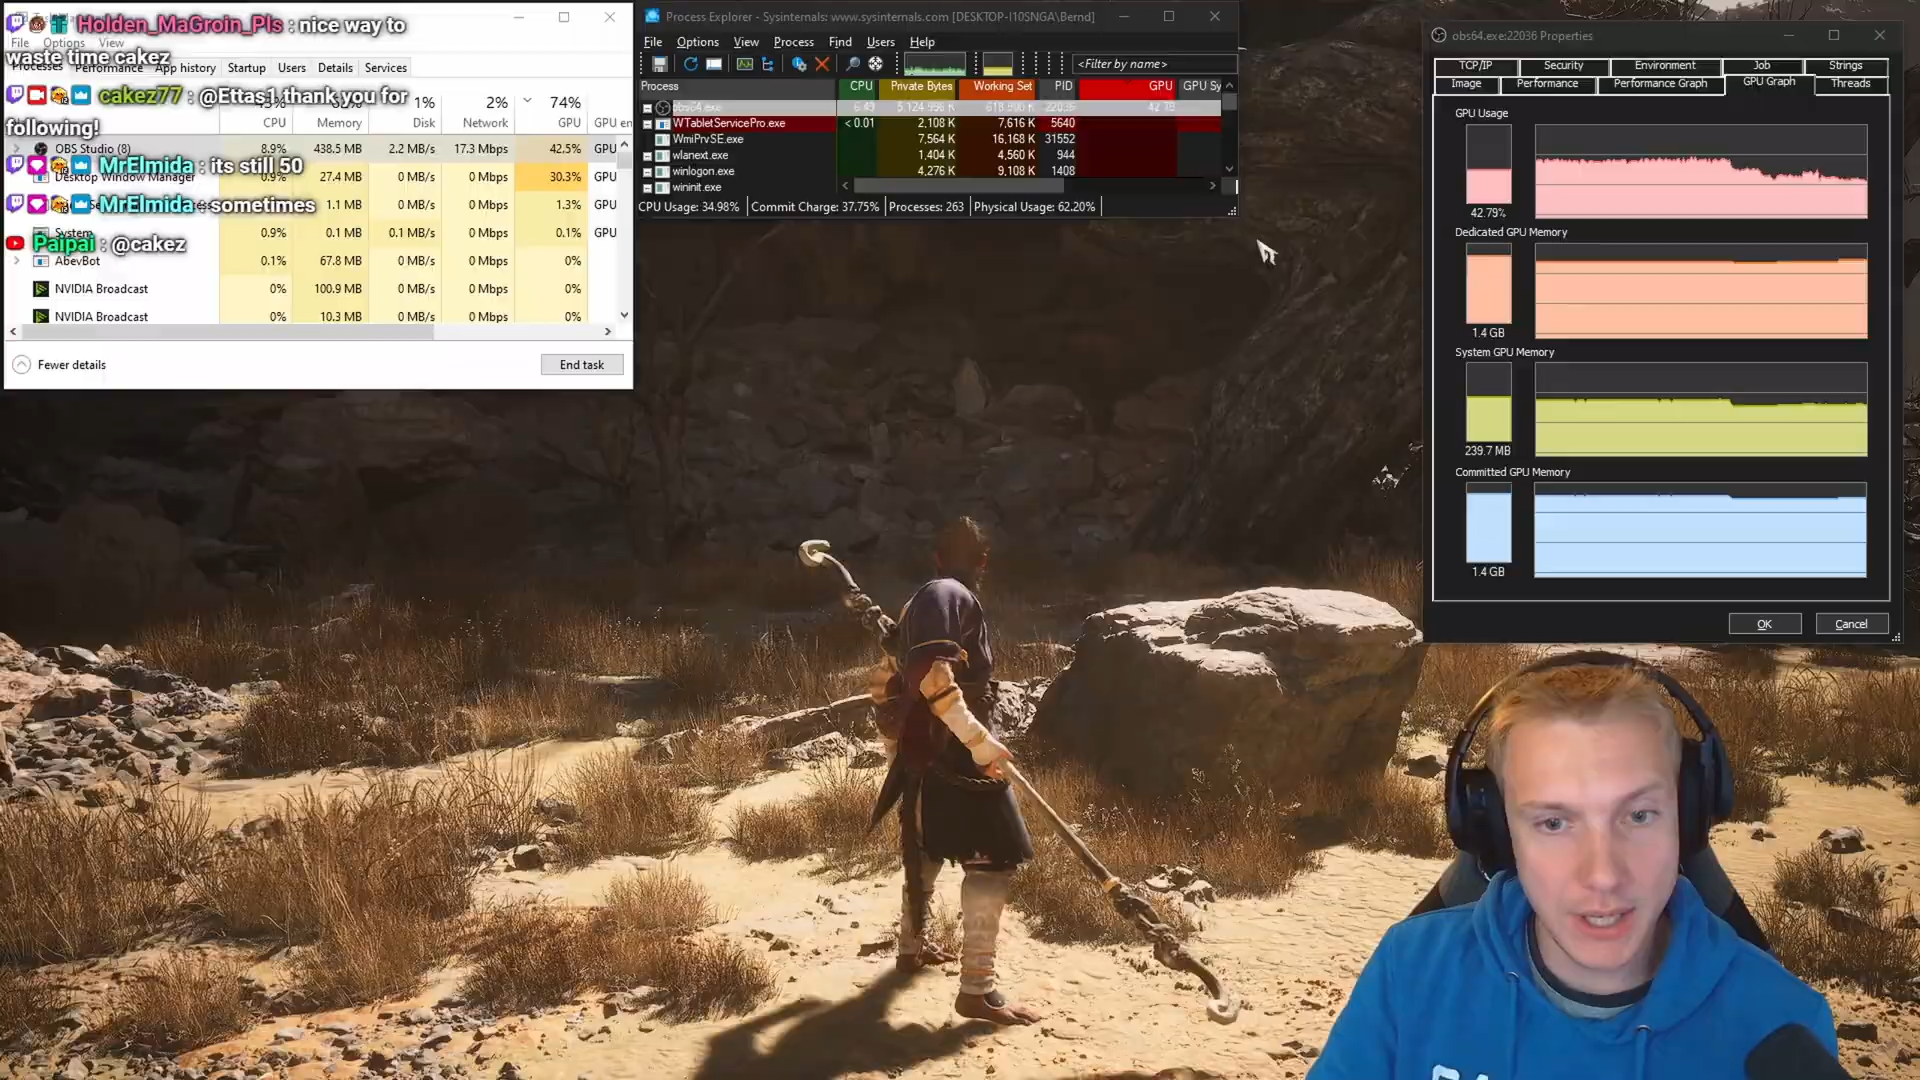 Holden_MaGroin_Pls : nice way to
waste time cakez
cakez77 : @Ettas1 thank you for
following!
MrElmida : its still 50
MrElmida : sometimes
Paipai : @cakez
File Options View
Processes Performance App history Startup Users Details Services
1% 2% 74%
CPU Memory Disk Network GPU GPU en
OBS Studio (8) 8.9% 438.5 MB 2.2 MB/s 17.3 Mbps 42.5% GPU
Desktop Window Manager 0.9% 27.4 MB 0 MB/s 0 Mbps 30.3% GPU
1.1 MB 0 MB/s 0 Mbps 1.3% GPU
System 0.9% 0.1 MB 0.1 MB/s 0 Mbps 0.1% GPU
AbevBot 0.1% 67.8 MB 0 MB/s 0 Mbps 0%
NVIDIA Broadcast 0% 100.9 MB 0 MB/s 0 Mbps 0%
NVIDIA Broadcast 0% 10.3 MB 0 MB/s 0 Mbps 0%
Fewer details
End task
Process Explorer - Sysinternals: www.sysinternals.com [DESKTOP-I10SNGA\Bernd]
File Options View Process Find Users Help
<Filter by name>
Process CPU Private Bytes Working Set PID GPU GPU Sy
obs64.exe 22036
WTabletServicePro.exe < 0.01 2,108 K 7,616 K 5640
WmiPrvSE.exe 7,564 K 16,168 K 31552
wlanext.exe 1,404 K 4,560 K 944
winlogon.exe 4,276 K 9,108 K 1408
wininit.exe
CPU Usage: 34.98% Commit Charge: 37.75% Processes: 263 Physical Usage: 62.20%
obs64.exe:22036 Properties
TCP/IP Security Environment Job Strings
Image Performance Performance Graph GPU Graph Threads
GPU Usage
42.79%
Dedicated GPU Memory
1.4 GB
System GPU Memory
239.7 MB
Committed GPU Memory
1.4 GB
OK Cancel